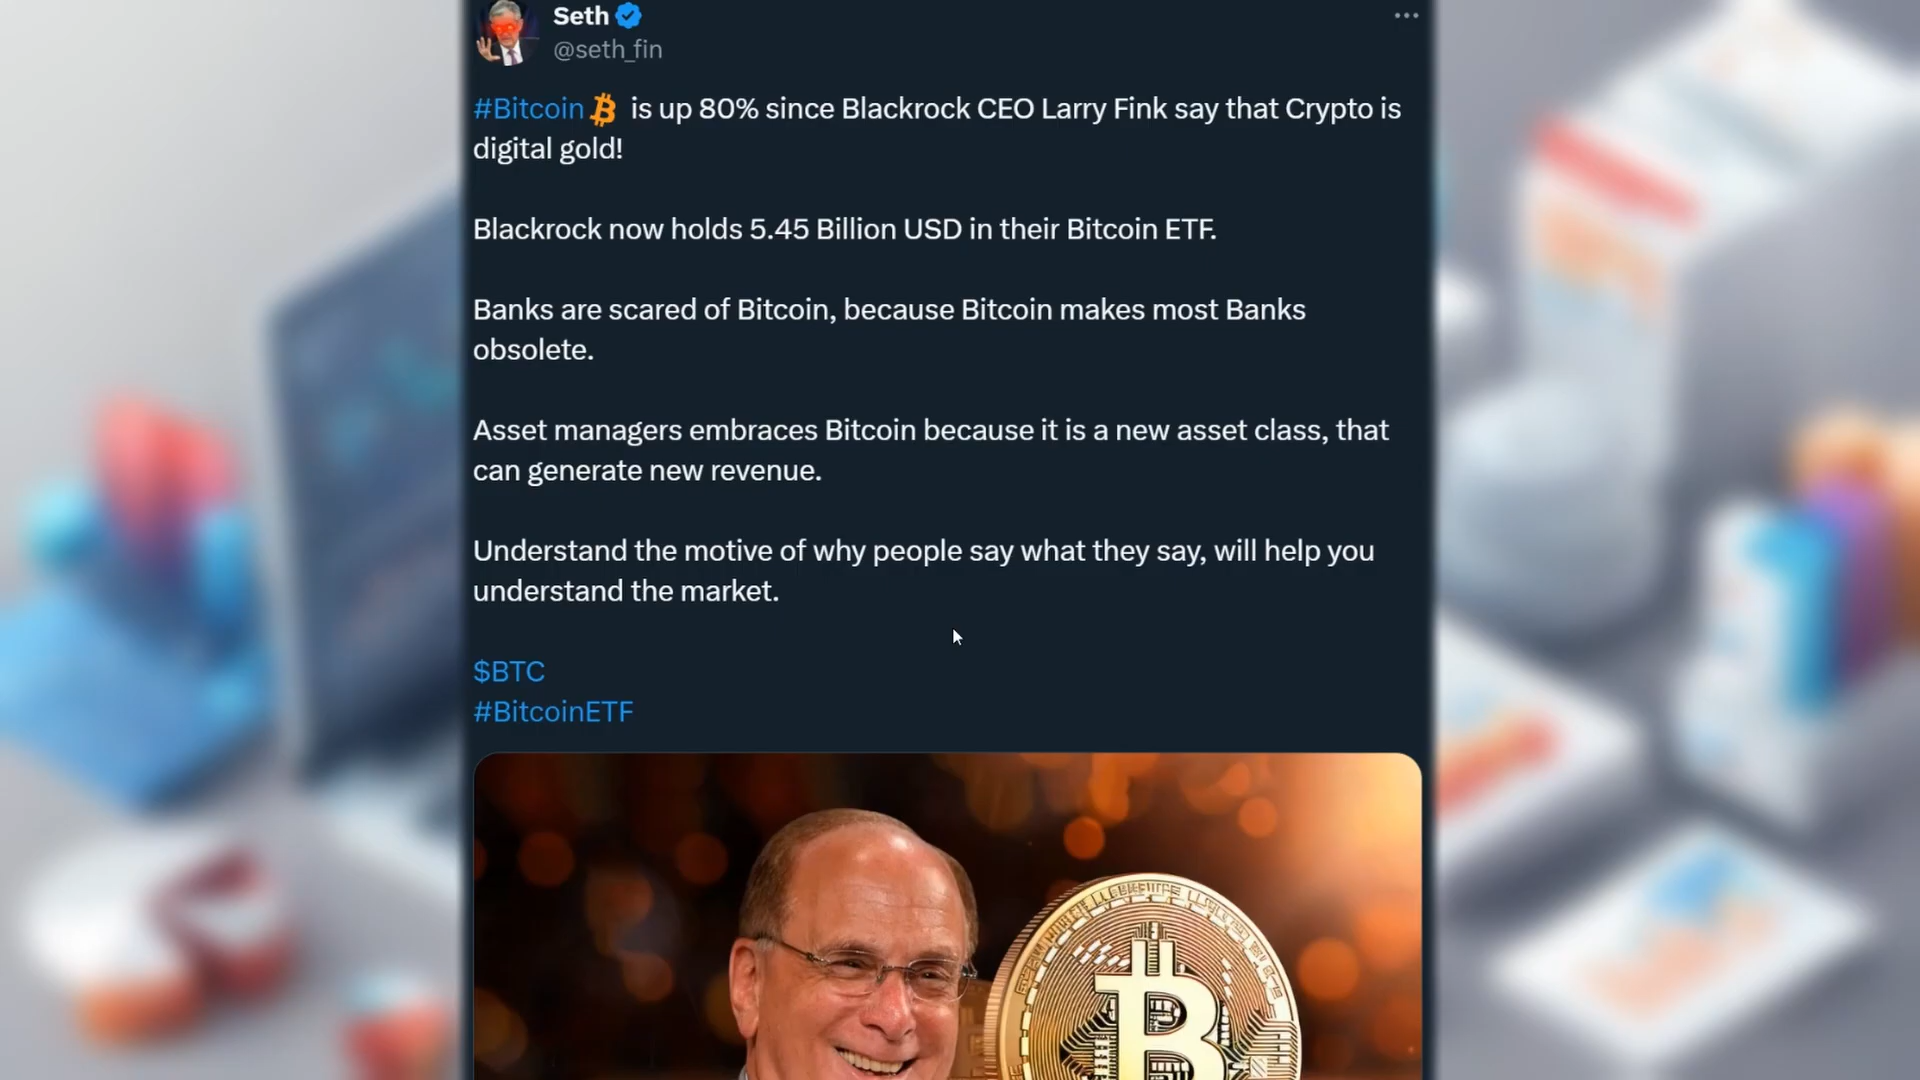 Seth
@seth_fin
#Bitcoin is up 80% since Blackrock CEO Larry Fink say that Crypto is
digital gold!
Blackrock now holds 5.45 Billion USD in their Bitcoin ETF.
Banks are scared of Bitcoin, because Bitcoin makes most Banks
obsolete.
Asset managers embraces Bitcoin because it is a new asset class, that
can generate new revenue.
Understand the motive of why people say what they say, will help you
understand the market.
$BTC
#BitcoinETF